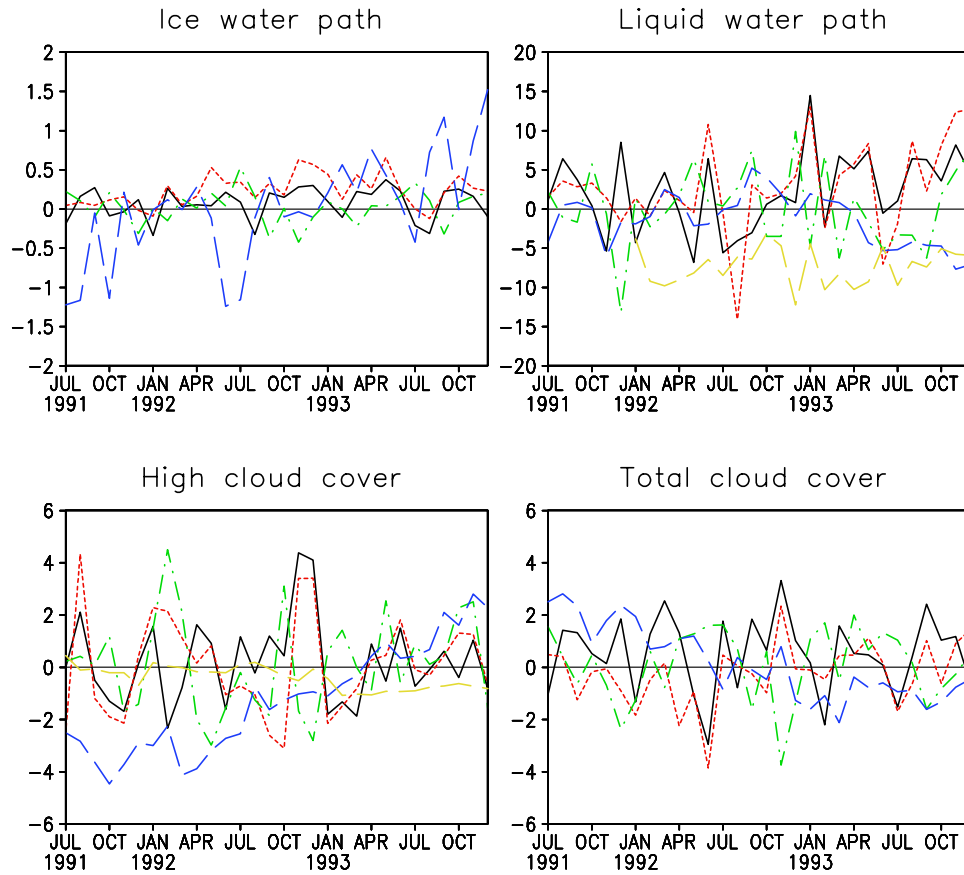 Ice water path
2
1.5
1
0.5
0
−0.5
−1
−1.5
−2
JUL OCT JAN APR JUL OCT JAN APR JUL OCT
1991 1992 1993
Liquid water path
20
15
10
5
0
−5
−10
−15
−20
JUL OCT JAN APR JUL OCT JAN APR JUL OCT
1991 1992 1993
High cloud cover
6
4
2
0
−2
−4
−6
JUL OCT JAN APR JUL OCT JAN APR JUL OCT
1991 1992 1993
Total cloud cover
6
4
2
0
−2
−4
−6
JUL OCT JAN APR JUL OCT JAN APR JUL OCT
1991 1992 1993